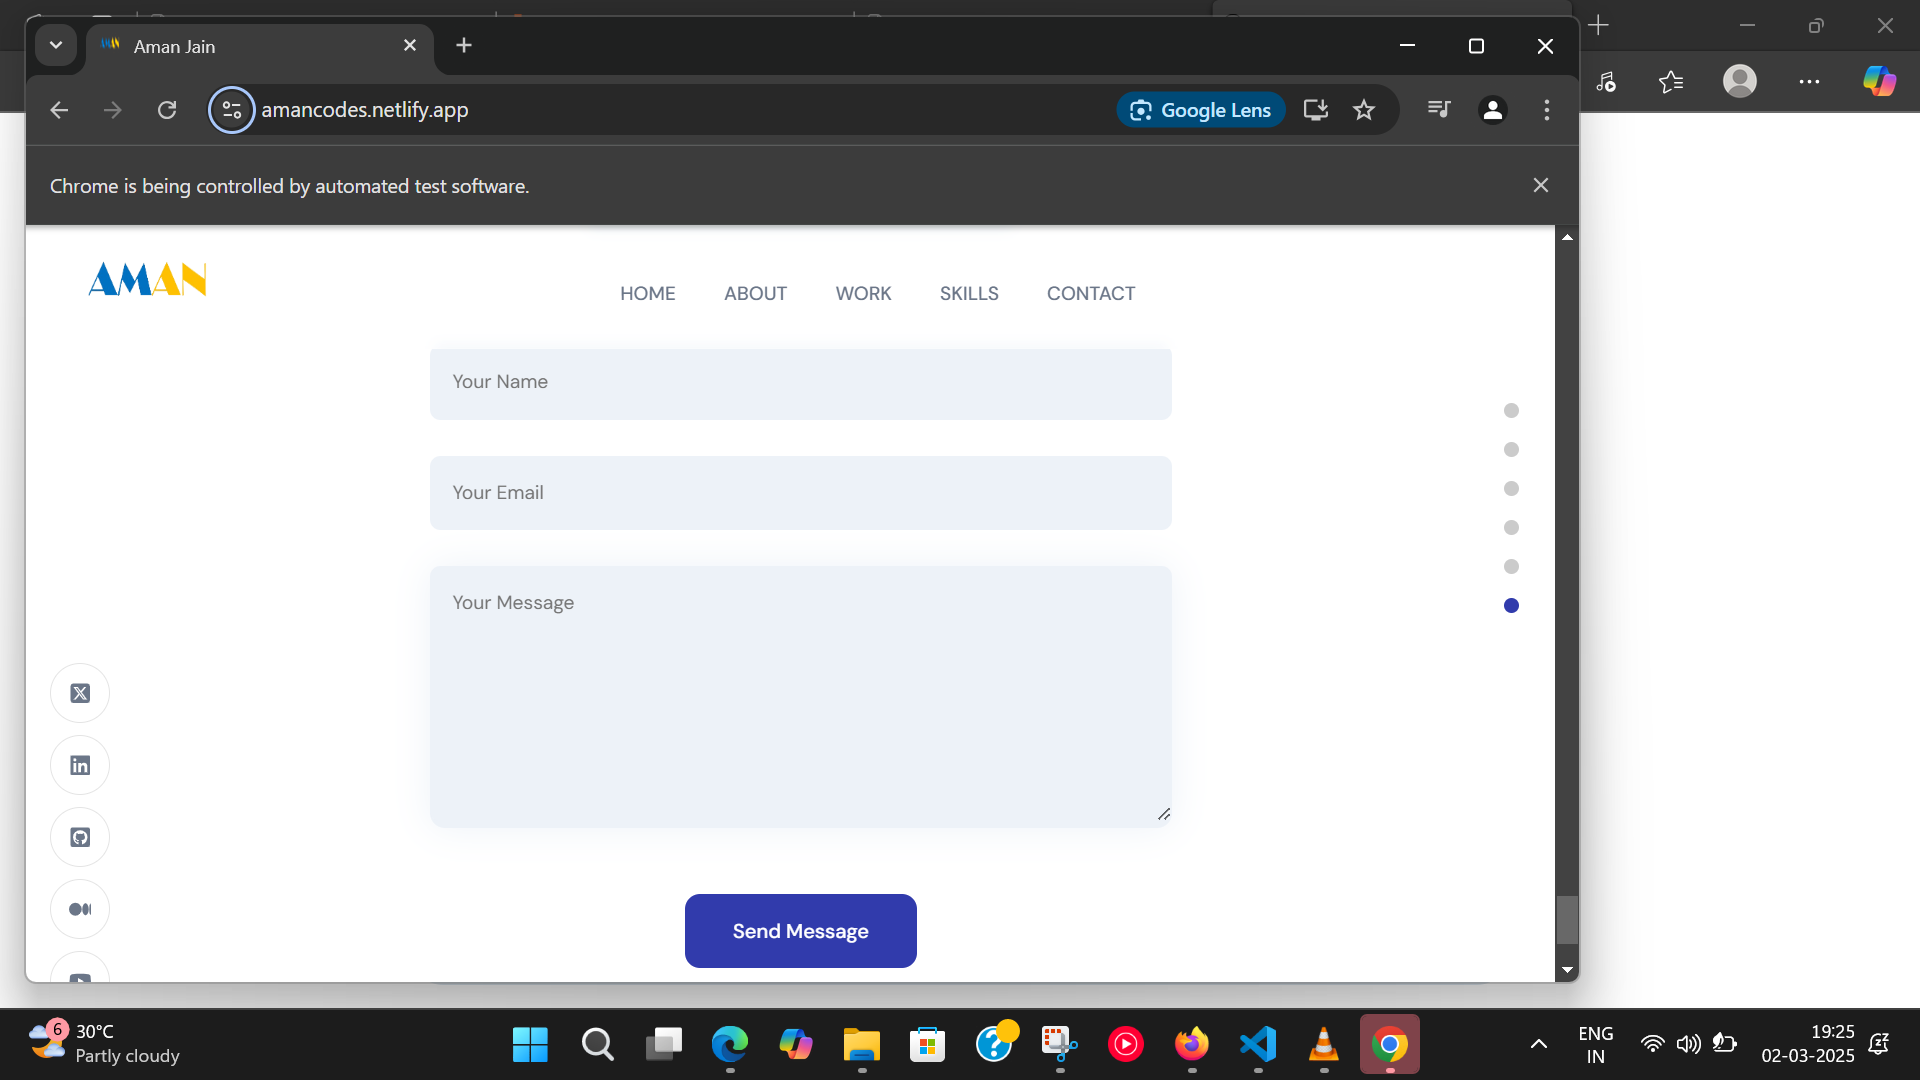 Aman Jain
amancodes.netlify.app
Google Lens
Chrome is being controlled by automated test software.
AMAN
HOME ABOUT WORK SKILLS CONTACT
Your Name
Your Email
Your Message
Send Message
6
30°C
Partly cloudy
ENG
IN
19:25
02-03-2025